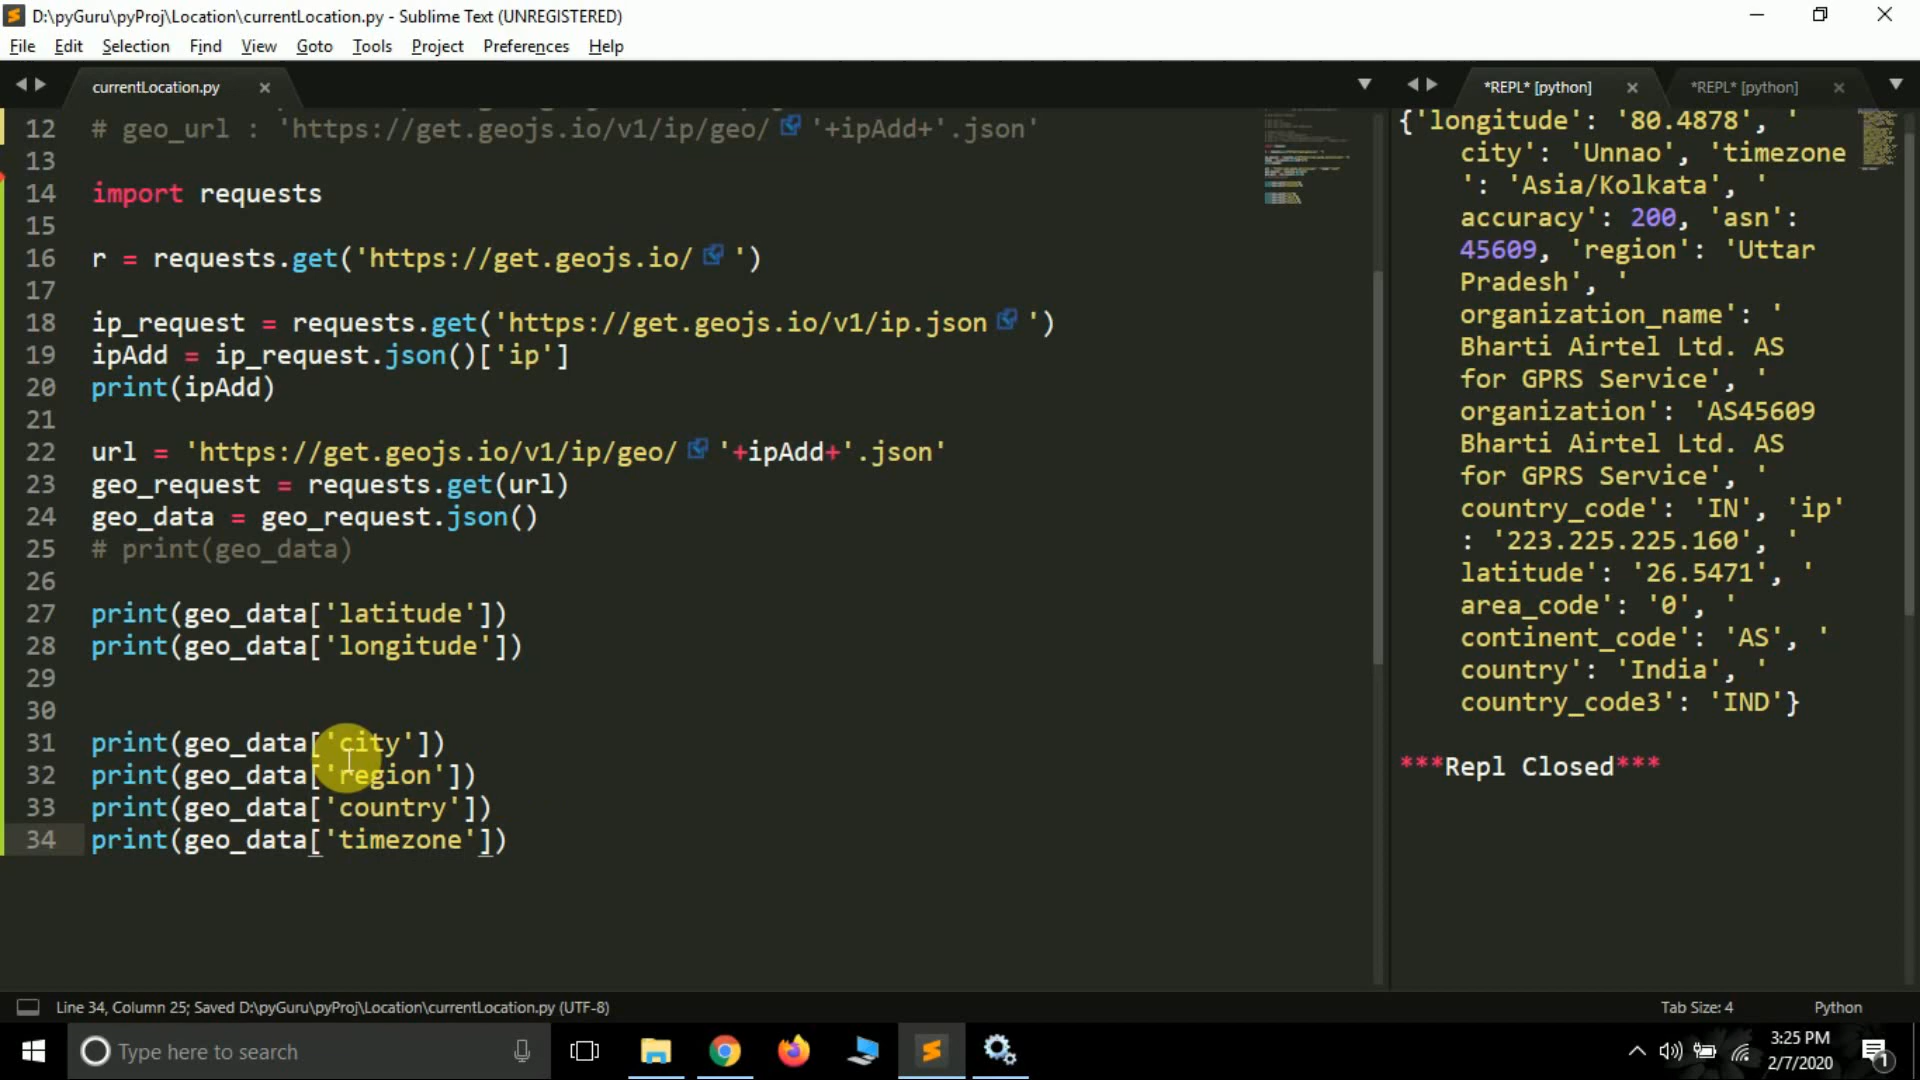 D:\pyGuru\pyProj\Location\currentLocation.py - Sublime Text (UNREGISTERED)
File Edit Selection Find View Goto Tools Project Preferences Help
currentLocation.py
12 # geo_url : 'https://get.geojs.io/v1/ip/geo/ '+ipAdd+'.json'
13
14 import requests
15
16 r = requests.get('https://get.geojs.io/ ')
17
18 ip_request = requests.get('https://get.geojs.io/v1/ip.json ')
19 ipAdd = ip_request.json()['ip']
20 print(ipAdd)
21
22 url = 'https://get.geojs.io/v1/ip/geo/ '+ipAdd+'.json'
23 geo_request = requests.get(url)
24 geo_data = geo_request.json()
25 # print(geo_data)
26
27 print(geo_data['latitude'])
28 print(geo_data['longitude'])
29
30
31 print(geo_data['city'])
32 print(geo_data['region'])
33 print(geo_data['country'])
34 print(geo_data['timezone'])
*REPL* [python] *REPL* [python]
{'longitude': '80.4878', '
city': 'Unnao', 'timezone
': 'Asia/Kolkata', '
accuracy': 200, 'asn':
45609, 'region': 'Uttar
Pradesh', '
organization_name': '
Bharti Airtel Ltd. AS
for GPRS Service', '
organization': 'AS45609
Bharti Airtel Ltd. AS
for GPRS Service', '
country_code': 'IN', 'ip'
: '223.225.225.160', '
latitude': '26.5471', '
area_code': '0', '
continent_code': 'AS', '
country': 'India', '
country_code3': 'IND'}
***Repl Closed***
Line 34, Column 25; Saved D:\pyGuru\pyProj\Location\currentLocation.py (UTF-8)
Tab Size: 4 Python
Type here to search
3:25 PM
2/7/2020
1